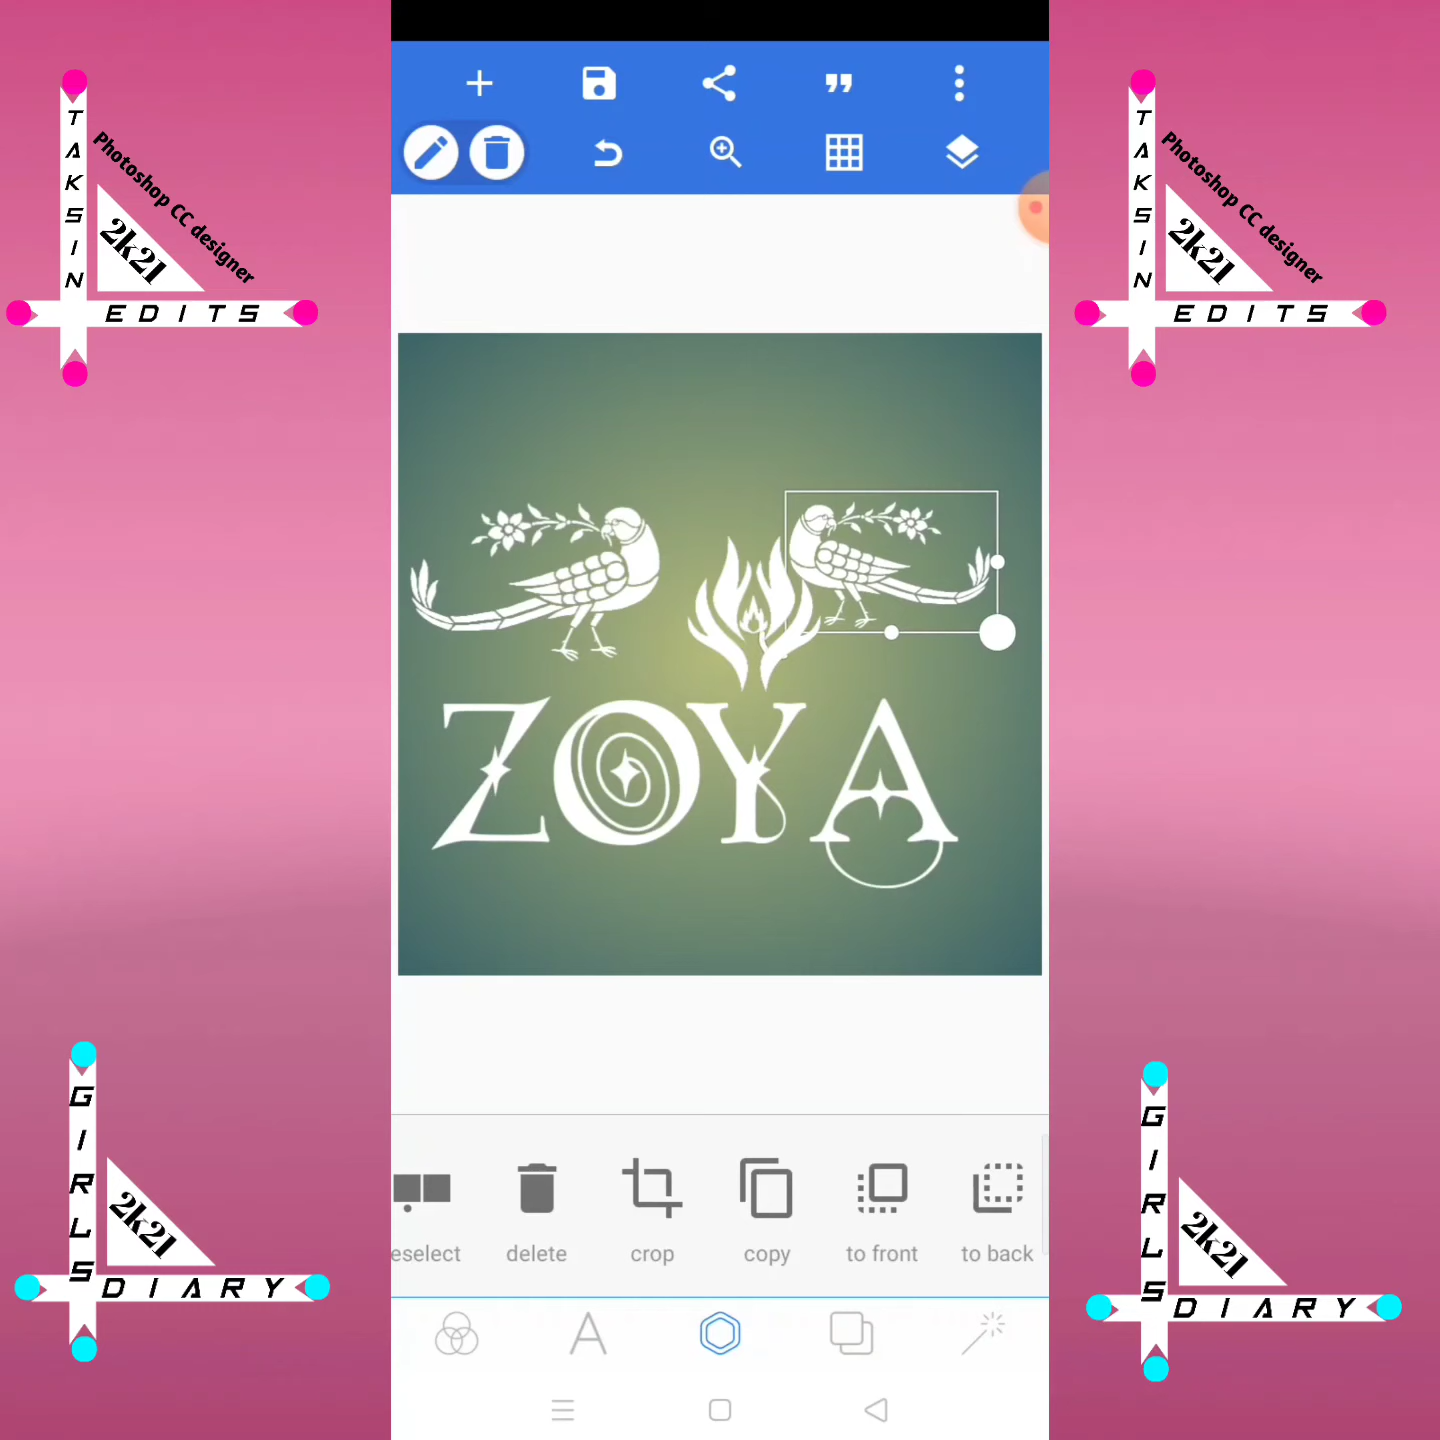 TAKSIN
Photoshop CC designer
2k21
EDITS
TAKSIN
Photoshop CC designer
2k21
EDITS
ZOYA
eselect
delete
crop
copy
to front
to back
GIRLS
2k21
DIARY
GIRLS
2k21
DIARY